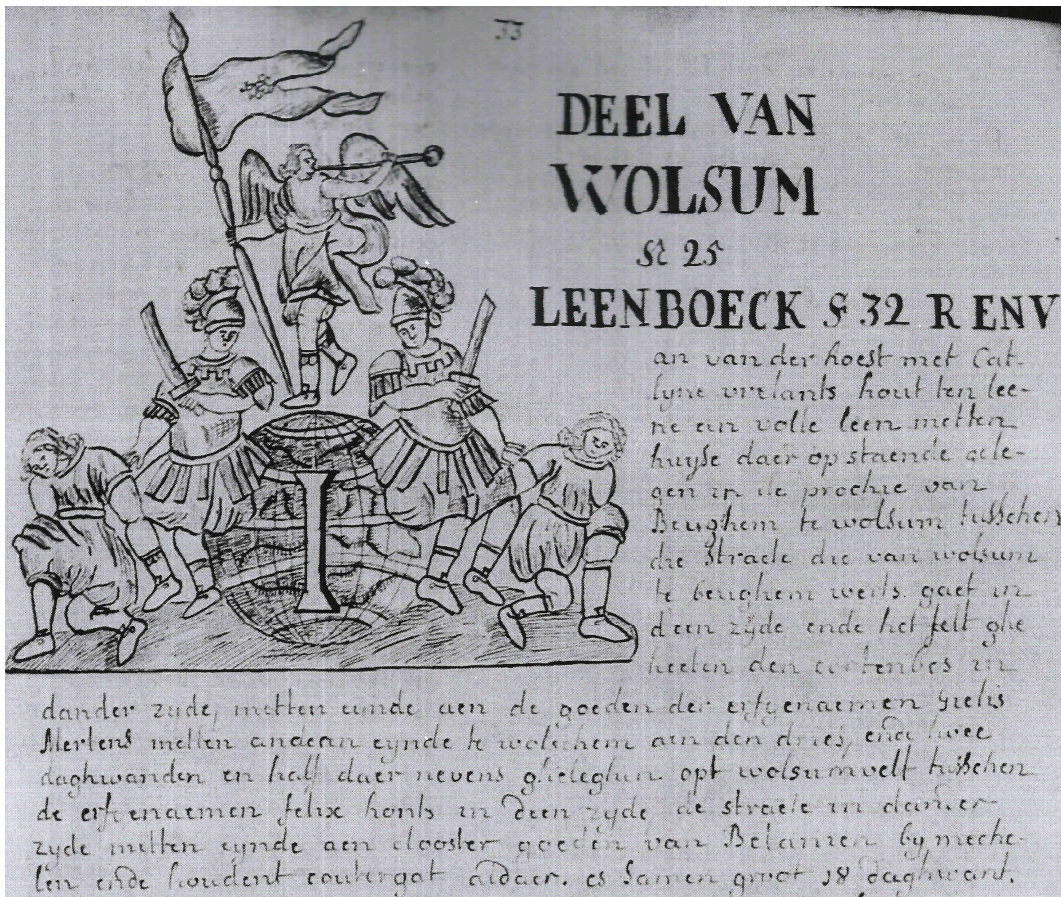 33
DEEL VAN
WOLSUM
St 25
LEENBOECK S 32 R ENV
I
an van der hoest met Cat-
lyne vrelants hout ten lee-
ne een volle leen metten
huyse daer op staende gele-
gen in de prochie van
Beughem te wolsum tusschen
die straete die van wolsum
te beughem werts gaet in
deen zyde ende het felt ghe
heeten den eertenbos in
dander zyde, metten eynde aen de goeden der erfgenaemen Gielis
Mertens metten anderen eynde te wolschem aen den dries, ende twee
daghwanden en half daer nevens gheleghen opt wolsumvelt tusschen
de erfgenaemen felix honts in deen zyde de straete in dander
zyde metten eynde aen clooster goeden van Betanien by meche-
len ende houdent coutergat aldaer. es Samen groot 18 daghwant.